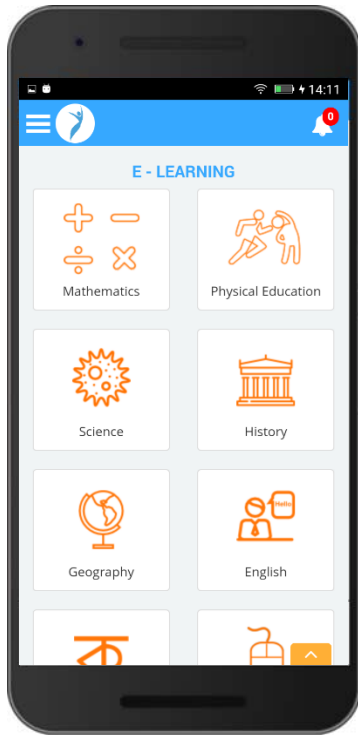 14:11
0
E - LEARNING
Mathematics
Physical Education
Science
History
Hello
Geography
English
ক